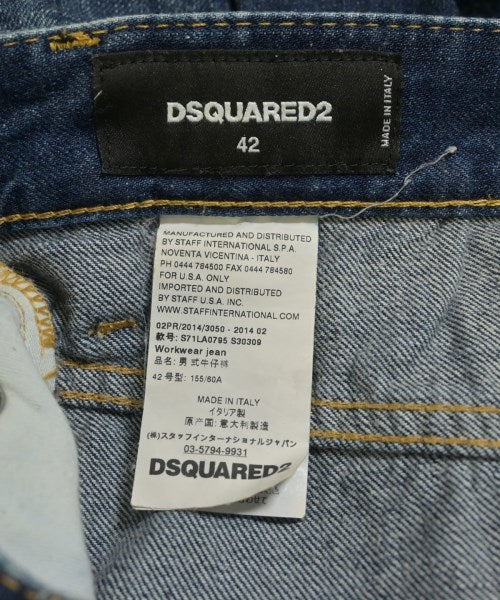 DSQUARED2
42
MADE IN ITALY
MANUFACTURED AND DISTRIBUTED
BY STAFF INTERNATIONAL S.P.A
NOVENTA VICENTINA - ITALY
PH 0444 784500 FAX 0444 784580
FOR U.S.A. ONLY
IMPORTED AND DISTRIBUTED
BY STAFF U.S.A. INC.
WWW.STAFFINTERNATIONAL.COM
02PR/2014/3050 - 2014 02
款号: S71LA0795 S30309
Workwear jean
品名: 男式牛仔裤
42号型: 155/60A
MADE IN ITALY
イタリア製
原产国: 意大利製造
(株)スタッフインターナショナルジャパン
03-5794-9931
DSQUARED2